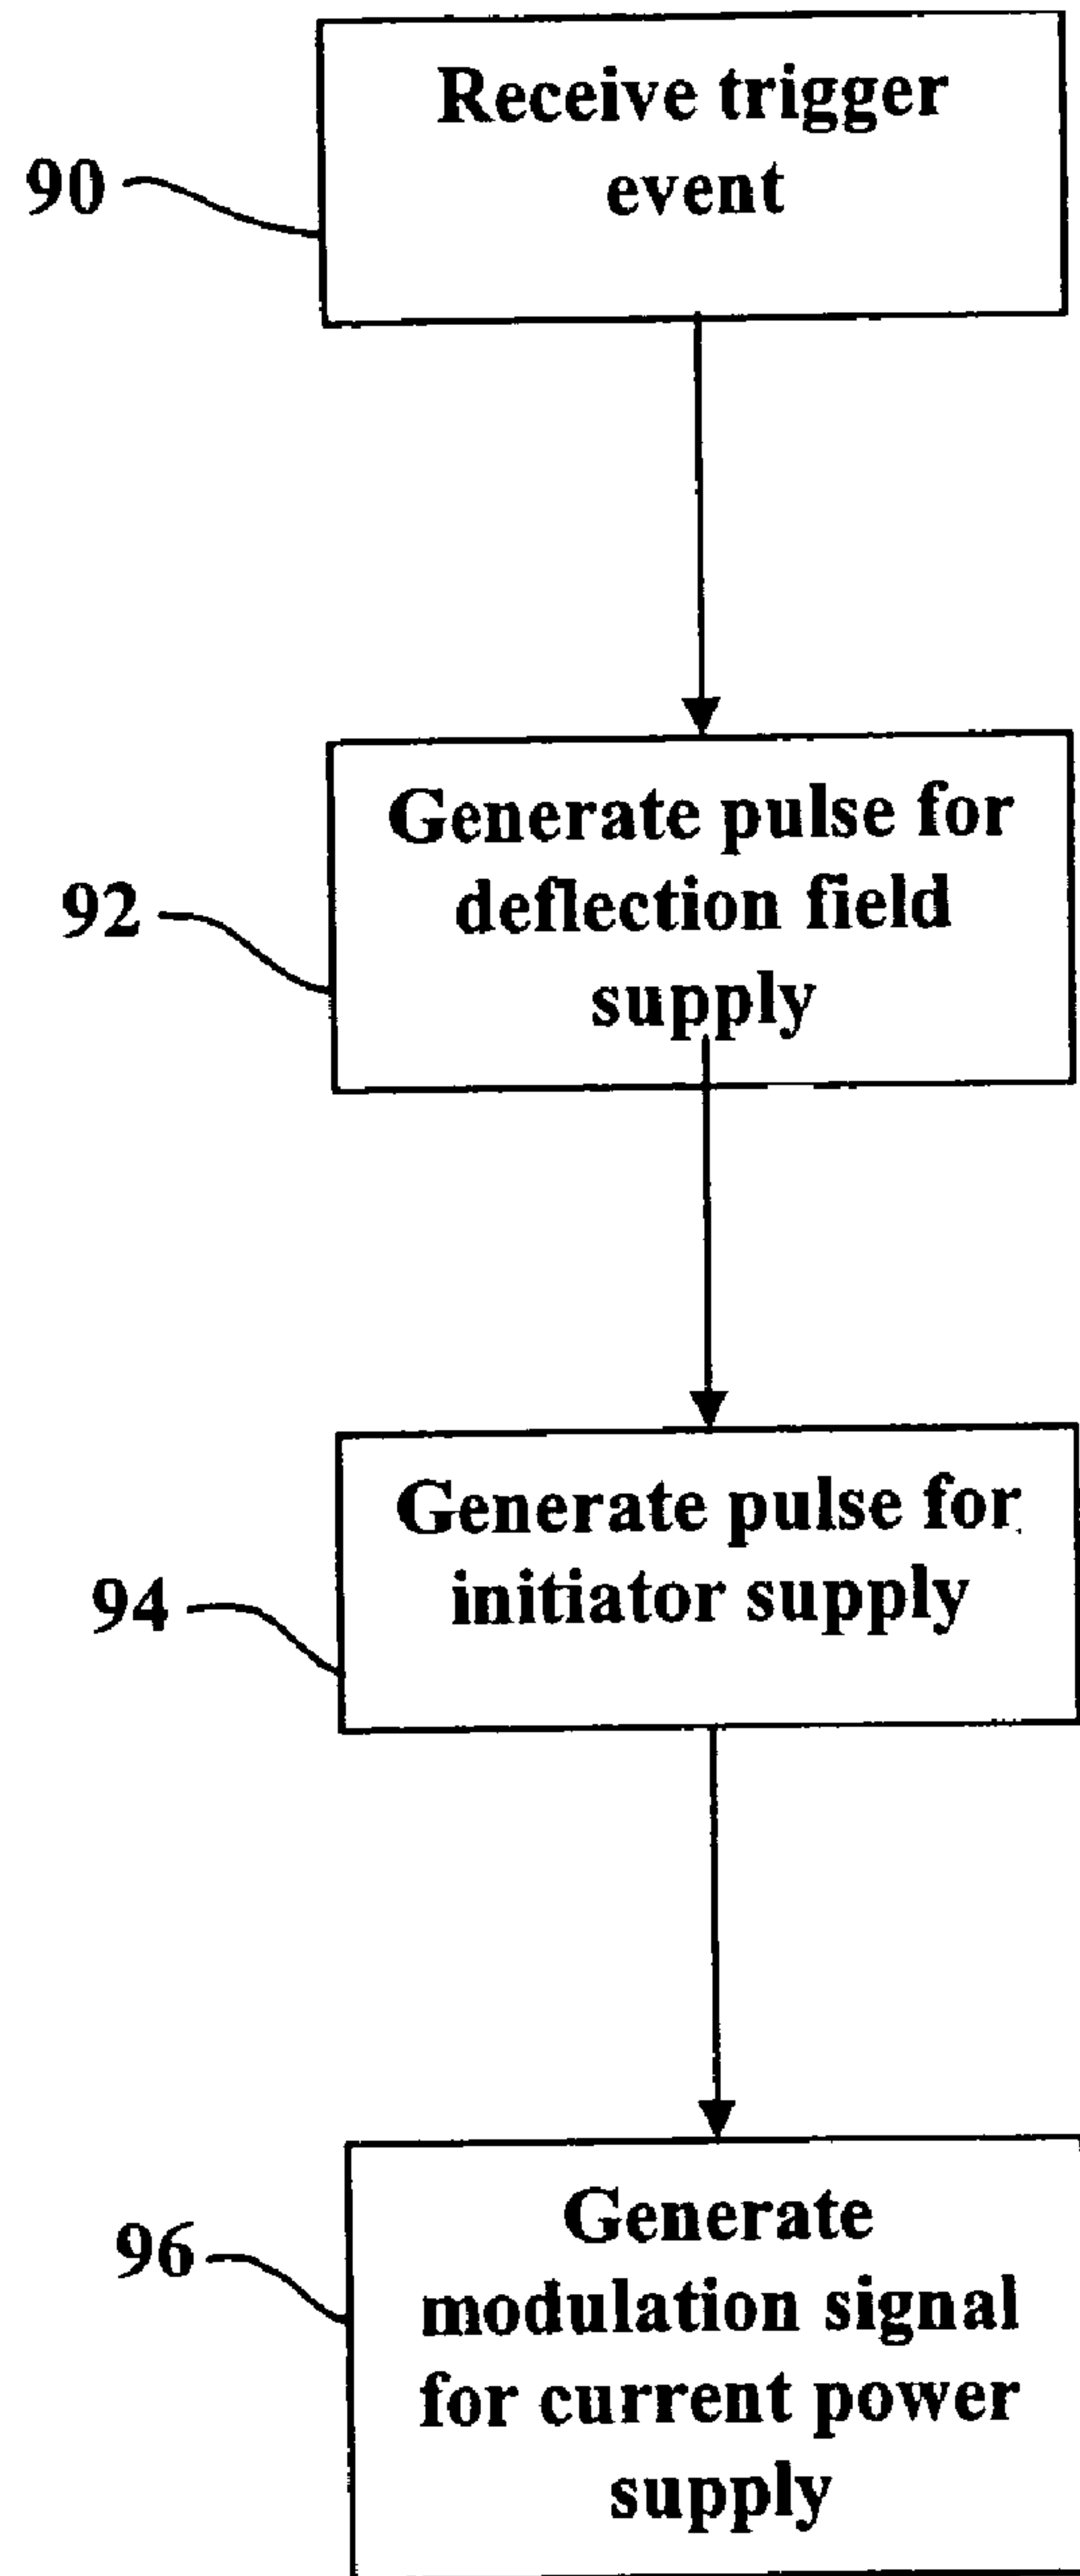 Receive trigger
event
90
Generate pulse for
deflection field
supply
92
Generate pulse for
initiator supply
94
Generate
modulation signal
for current power
supply
96